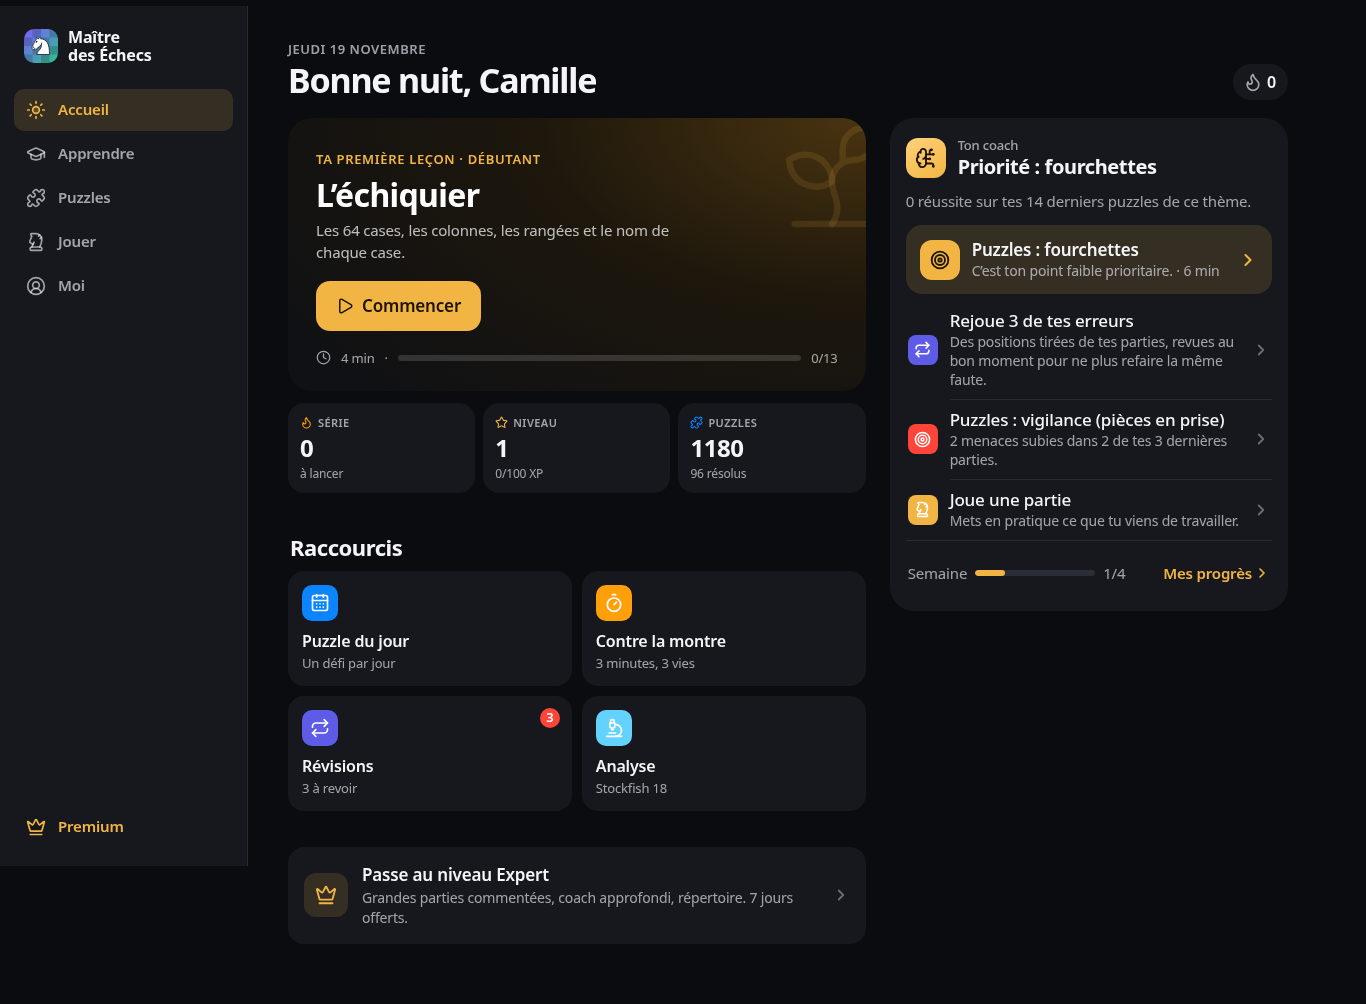 Maître
des Échecs
Accueil
Apprendre
Puzzles
Jouer
Moi
Premium
JEUDI 19 NOVEMBRE
Bonne nuit, Camille
0
TA PREMIÈRE LEÇON · DÉBUTANT
L’échiquier
Les 64 cases, les colonnes, les rangées et le nom de
chaque case.
Commencer
4 min ·
0/13
SÉRIE
0
à lancer
NIVEAU
1
0/100 XP
PUZZLES
1180
96 résolus
Raccourcis
Puzzle du jour
Un défi par jour
Contre la montre
3 minutes, 3 vies
3
Révisions
3 à revoir
Analyse
Stockfish 18
Passe au niveau Expert
Grandes parties commentées, coach approfondi, répertoire. 7 jours
offerts.
Ton coach
Priorité : fourchettes
0 réussite sur tes 14 derniers puzzles de ce thème.
Puzzles : fourchettes
C’est ton point faible prioritaire. · 6 min
Rejoue 3 de tes erreurs
Des positions tirées de tes parties, revues au
bon moment pour ne plus refaire la même
faute.
Puzzles : vigilance (pièces en prise)
2 menaces subies dans 2 de tes 3 dernières
parties.
Joue une partie
Mets en pratique ce que tu viens de travailler.
Semaine
1/4
Mes progrès